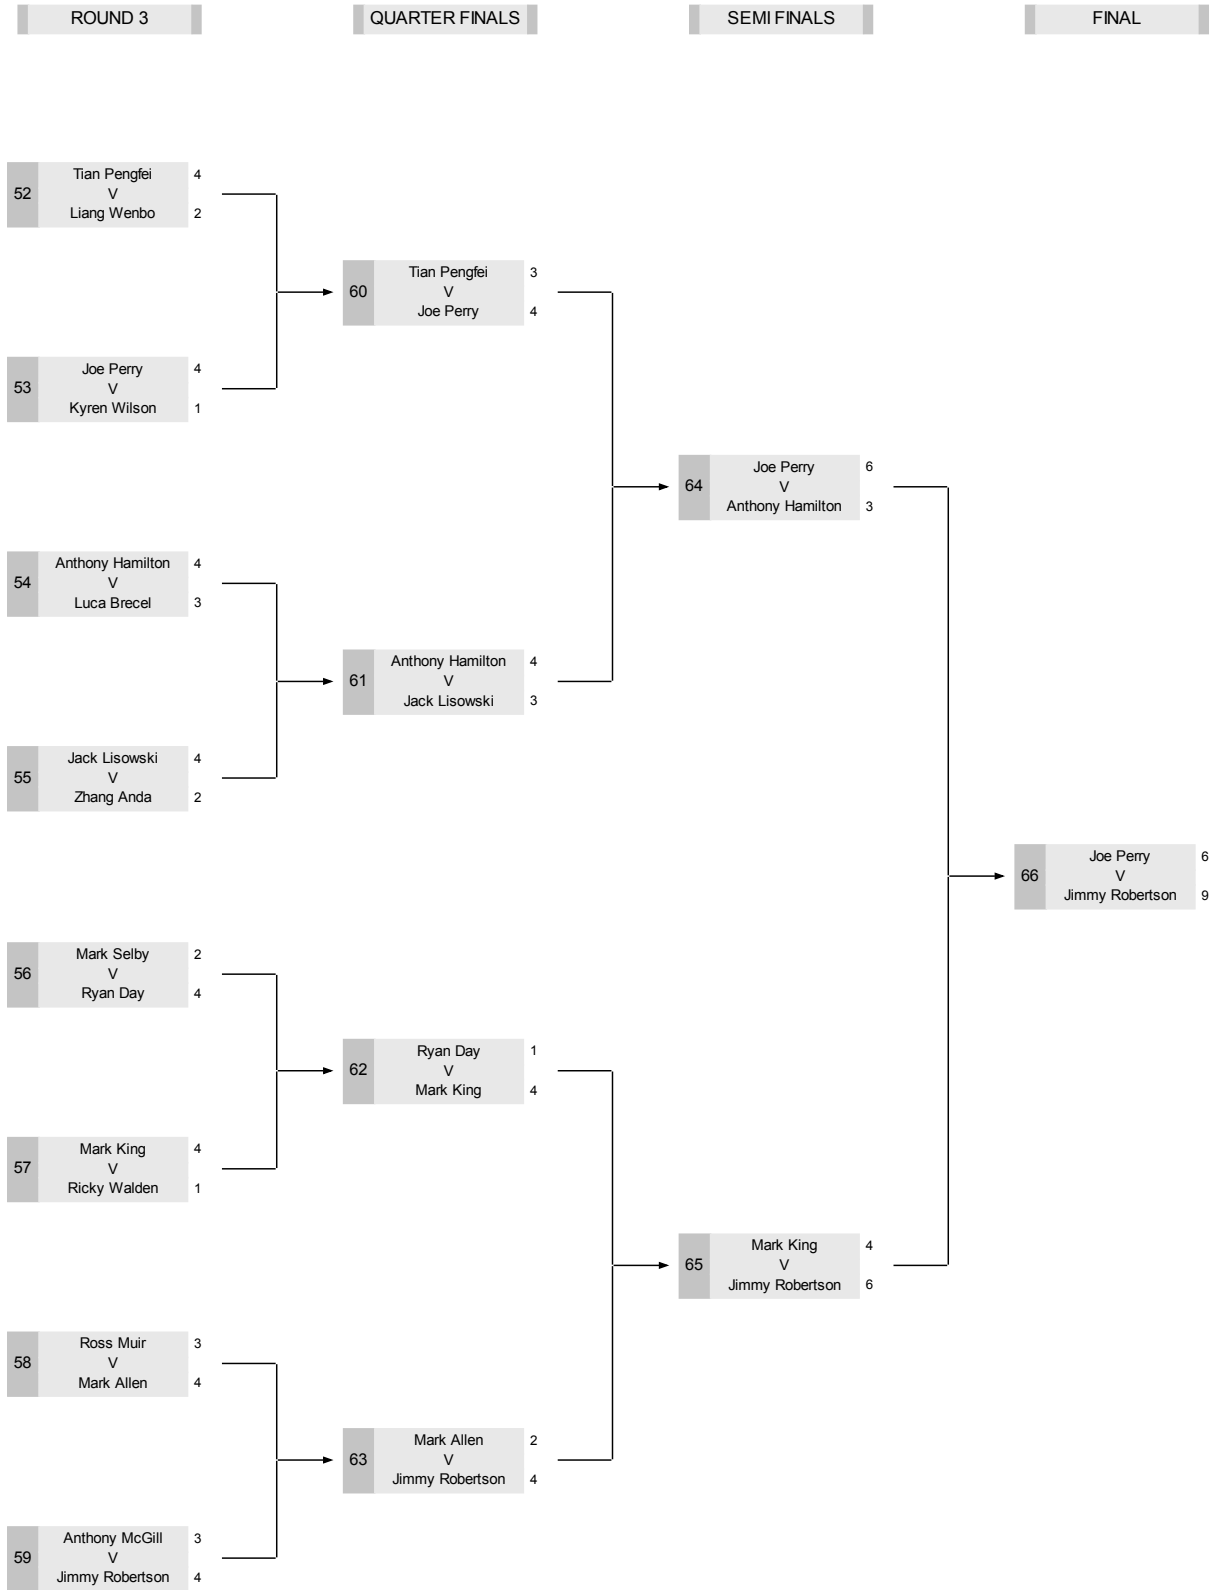 ROUND 3
QUARTER FINALS
SEMI FINALS
FINAL
52
Tian Pengfei 4
V
Liang Wenbo 2
53
Joe Perry 4
V
Kyren Wilson 1
54
Anthony Hamilton 4
V
Luca Brecel 3
55
Jack Lisowski 4
V
Zhang Anda 2
56
Mark Selby 2
V
Ryan Day 4
57
Mark King 4
V
Ricky Walden 1
58
Ross Muir 3
V
Mark Allen 4
59
Anthony McGill 3
V
Jimmy Robertson 4
60
Tian Pengfei 3
V
Joe Perry 4
61
Anthony Hamilton 4
V
Jack Lisowski 3
62
Ryan Day 1
V
Mark King 4
63
Mark Allen 2
V
Jimmy Robertson 4
64
Joe Perry 6
V
Anthony Hamilton 3
65
Mark King 4
V
Jimmy Robertson 6
66
Joe Perry 6
V
Jimmy Robertson 9